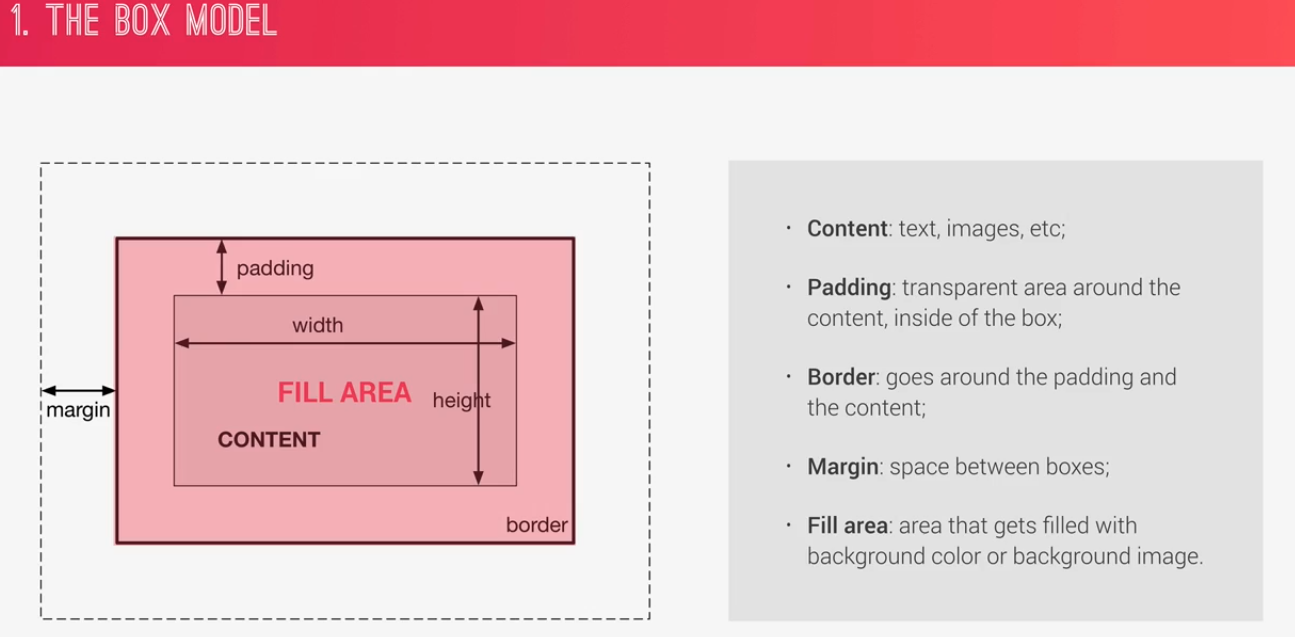 1. THE BOX MODEL
padding
width
FILL AREA
height
margin
CONTENT
border
· Content: text, images, etc;
· Padding: transparent area around the
content, inside of the box;
· Border: goes around the padding and
the content;
· Margin: space between boxes;
· Fill area: area that gets filled with
background color or background image.